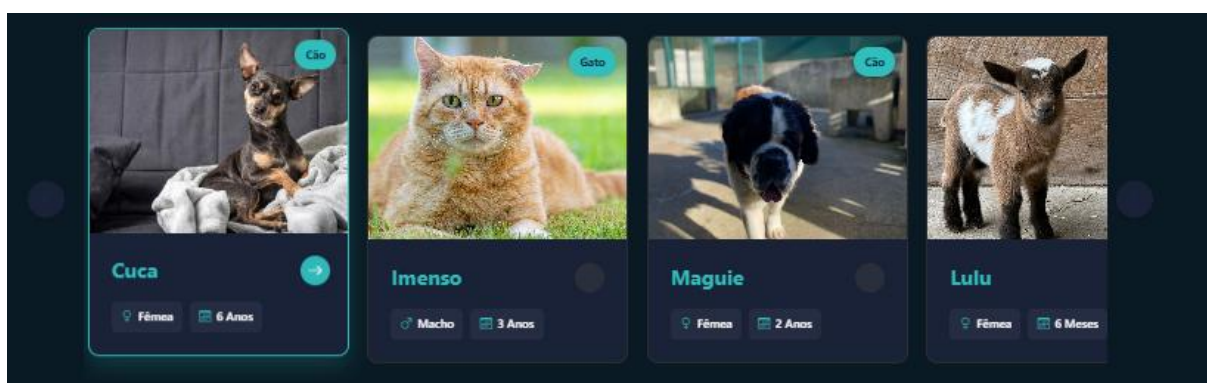 Cão
Gato
Cão
Cuca
Imenso
Maguie
Lulu
Fêmea
6 Anos
Macho
3 Anos
Fêmea
2 Anos
Fêmea
6 Meses